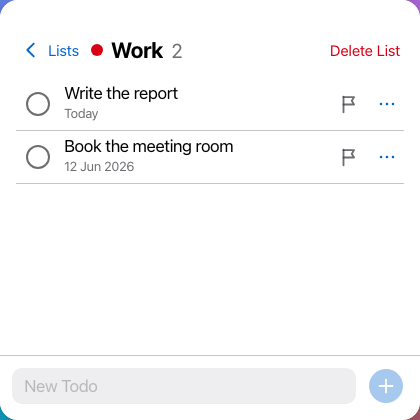 Lists Work 2 Delete List
Write the report
Today
Book the meeting room
12 Jun 2026
New Todo